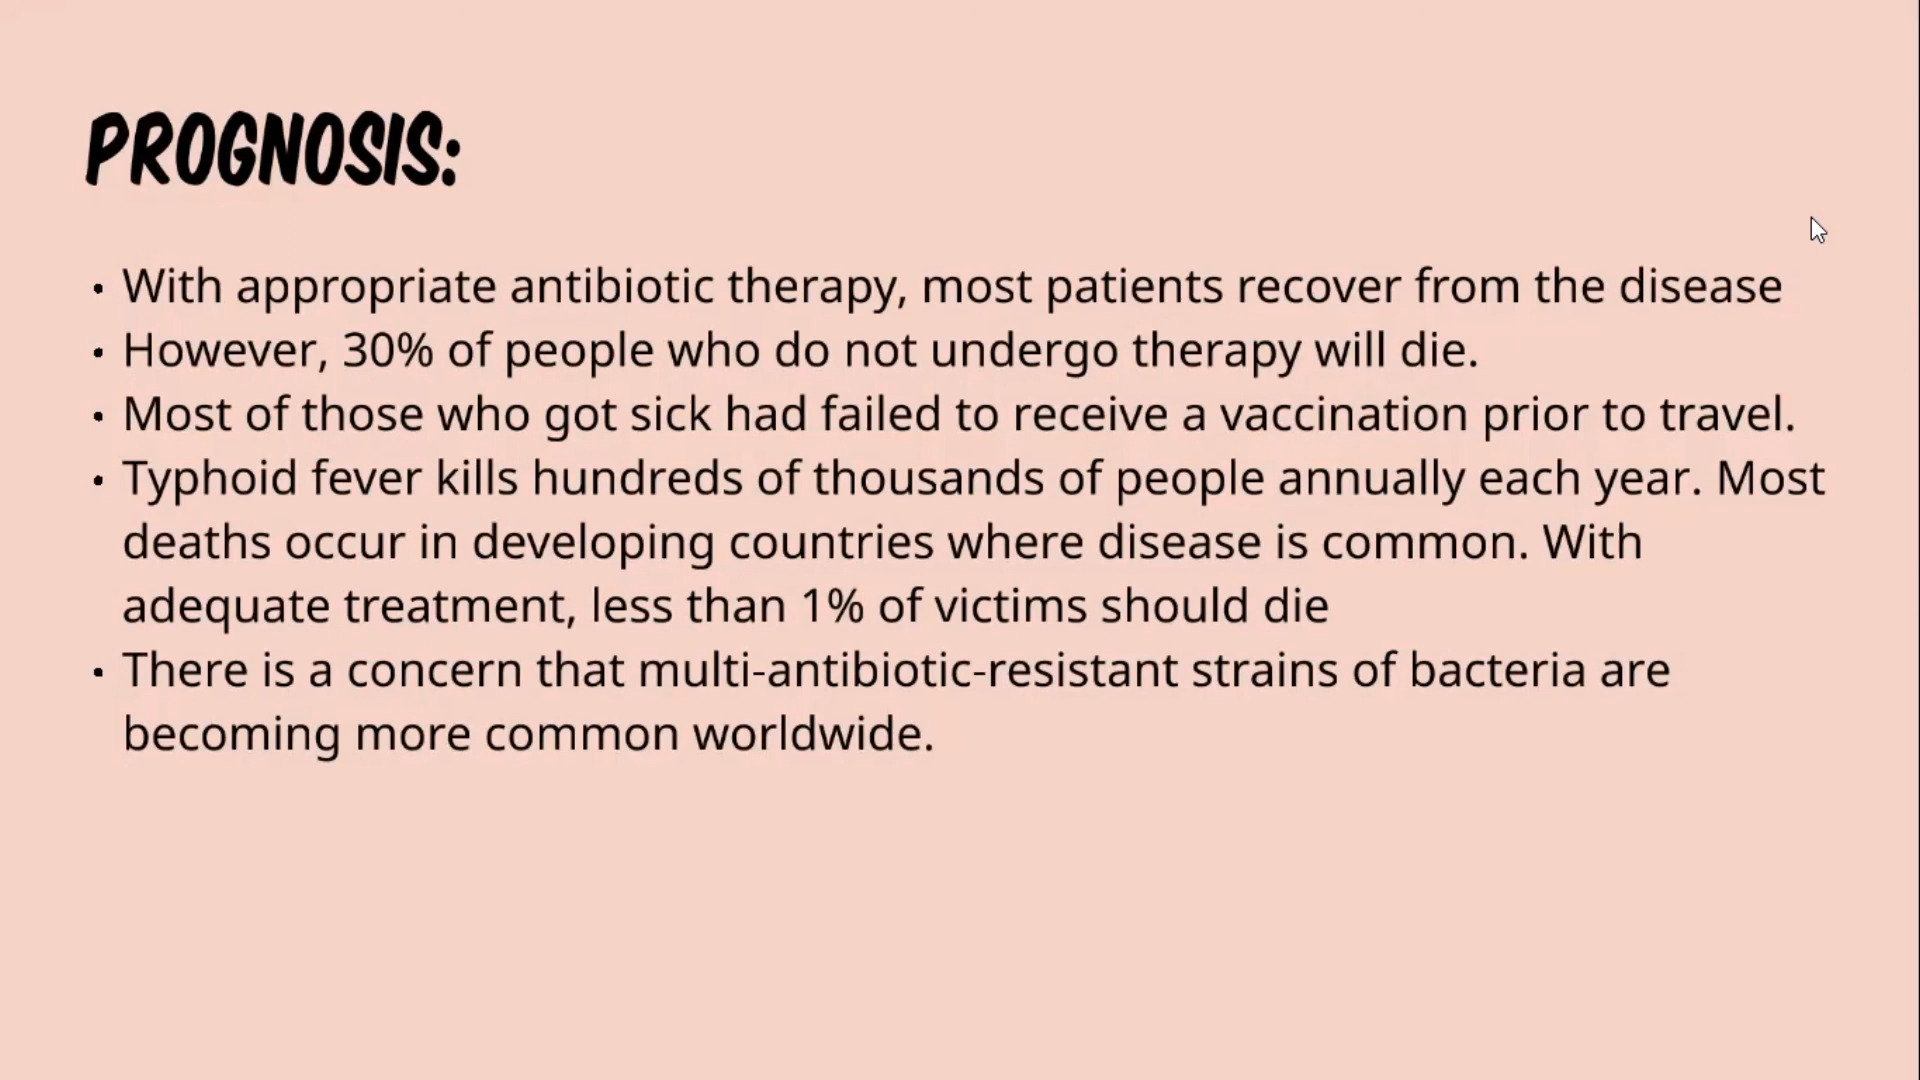 PROGNOSIS:
• With appropriate antibiotic therapy, most patients recover from the disease
• However, 30% of people who do not undergo therapy will die.
• Most of those who got sick had failed to receive a vaccination prior to travel.
• Typhoid fever kills hundreds of thousands of people annually each year. Most
deaths occur in developing countries where disease is common. With
adequate treatment, less than 1% of victims should die
• There is a concern that multi-antibiotic-resistant strains of bacteria are
becoming more common worldwide.